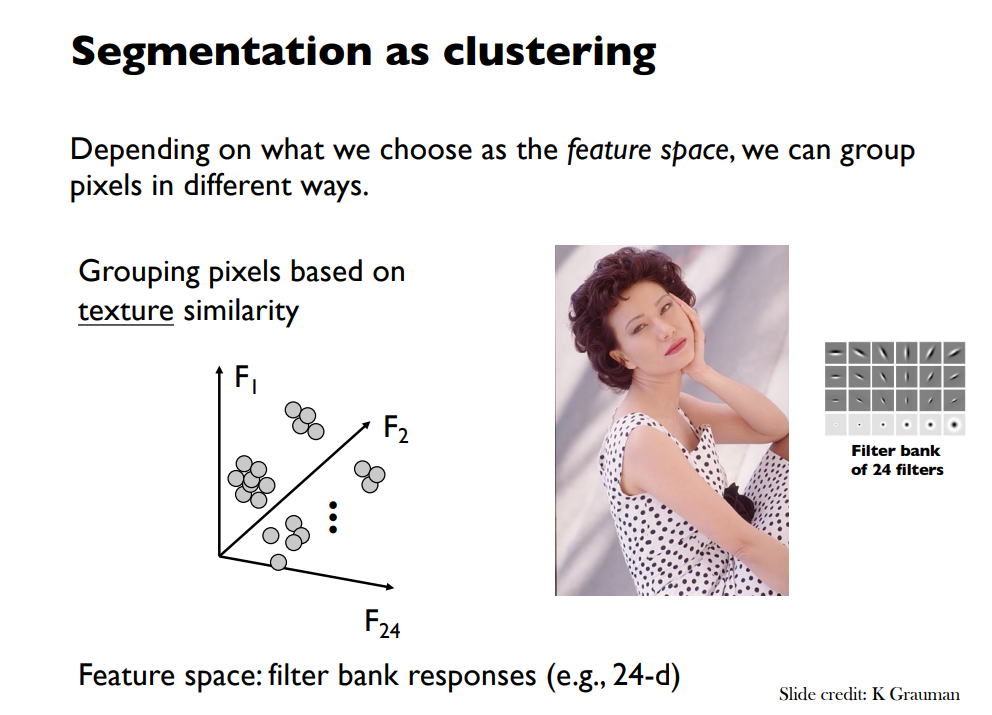 Segmentation as clustering
Depending on what we choose as the feature space, we can group
pixels in different ways.
Grouping pixels based on
texture similarity
F1
F2
F24
Filter bank
of 24 filters
Feature space: filter bank responses (e.g., 24-d)
Slide credit: K Grauman